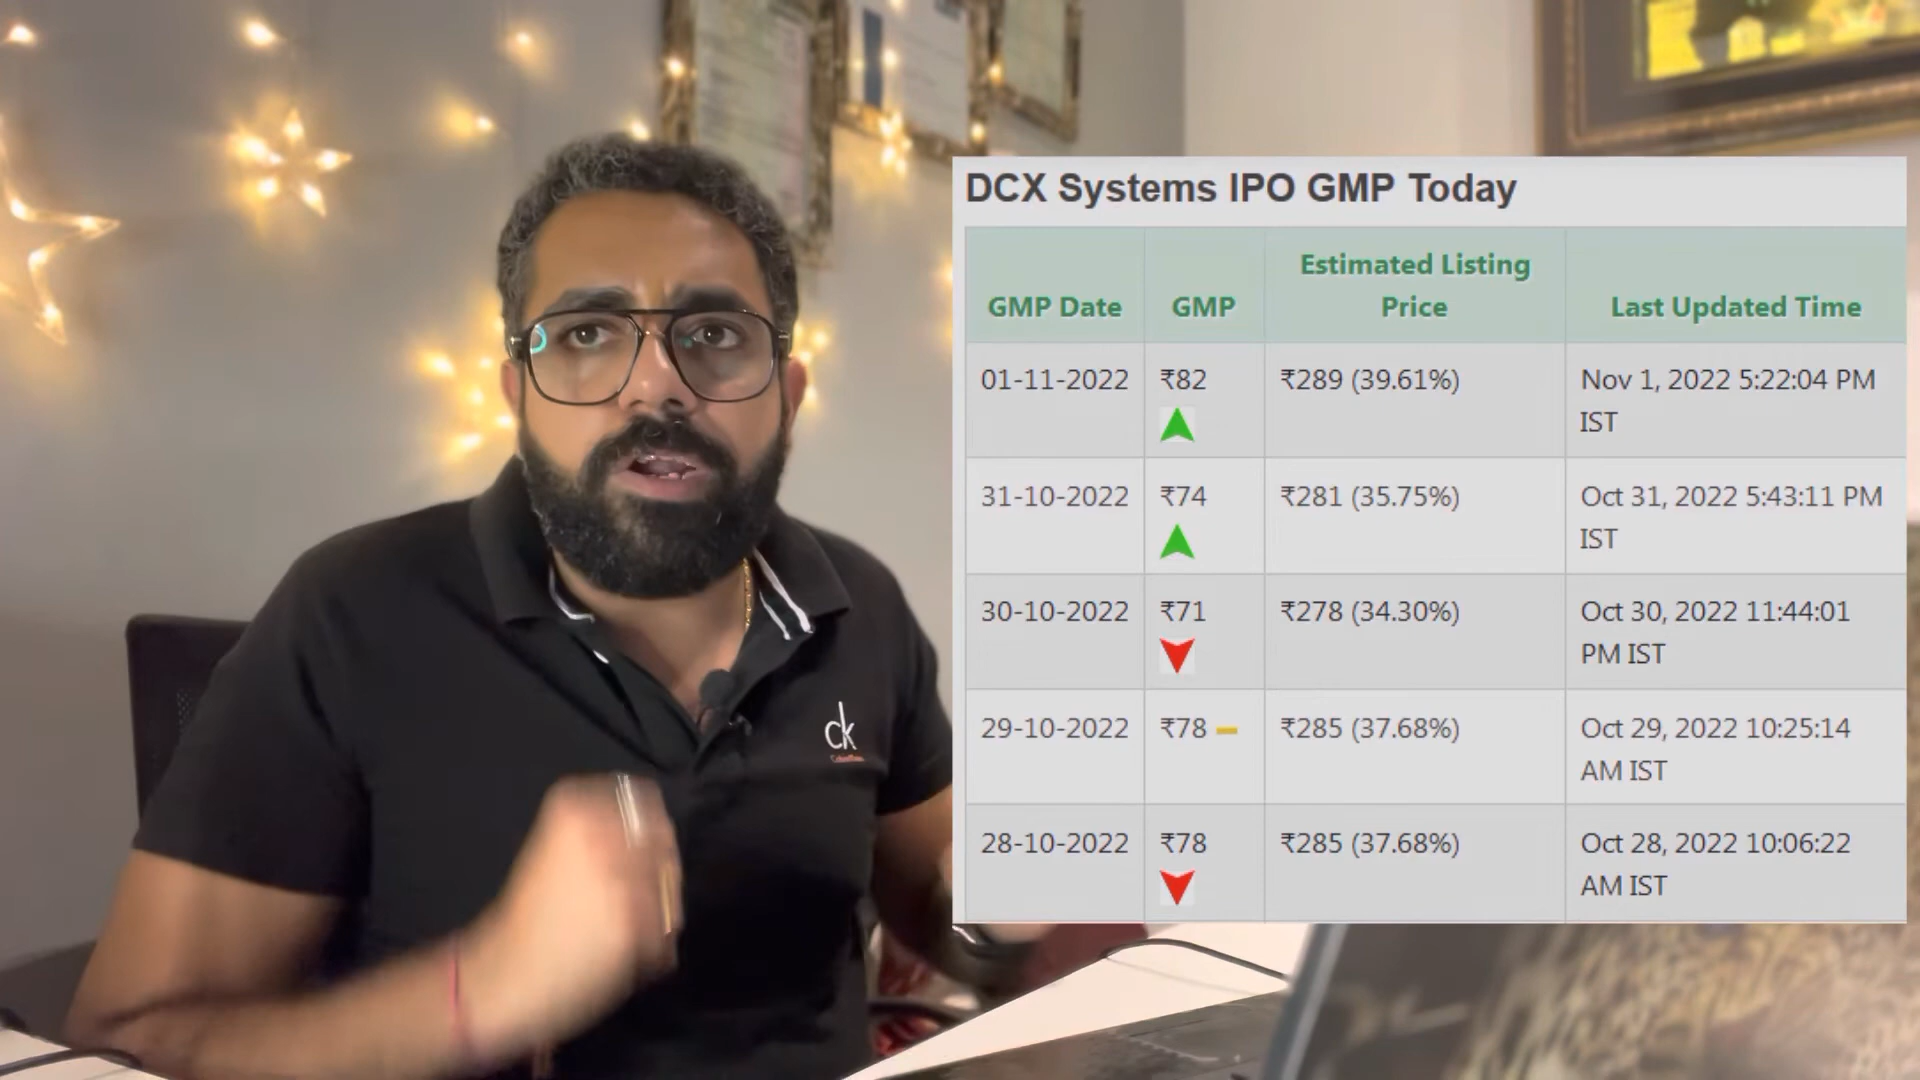 DCX Systems IPO GMP Today
GMP Date
GMP
Estimated Listing
Price
Last Updated Time
01-11-2022
₹82
₹289 (39.61%)
Nov 1, 2022 5:22:04 PM
IST
31-10-2022
₹74
₹281 (35.75%)
Oct 31, 2022 5:43:11 PM
IST
30-10-2022
₹71
₹278 (34.30%)
Oct 30, 2022 11:44:01
PM IST
29-10-2022
₹78
₹285 (37.68%)
Oct 29, 2022 10:25:14
AM IST
28-10-2022
₹78
₹285 (37.68%)
Oct 28, 2022 10:06:22
AM IST
ck